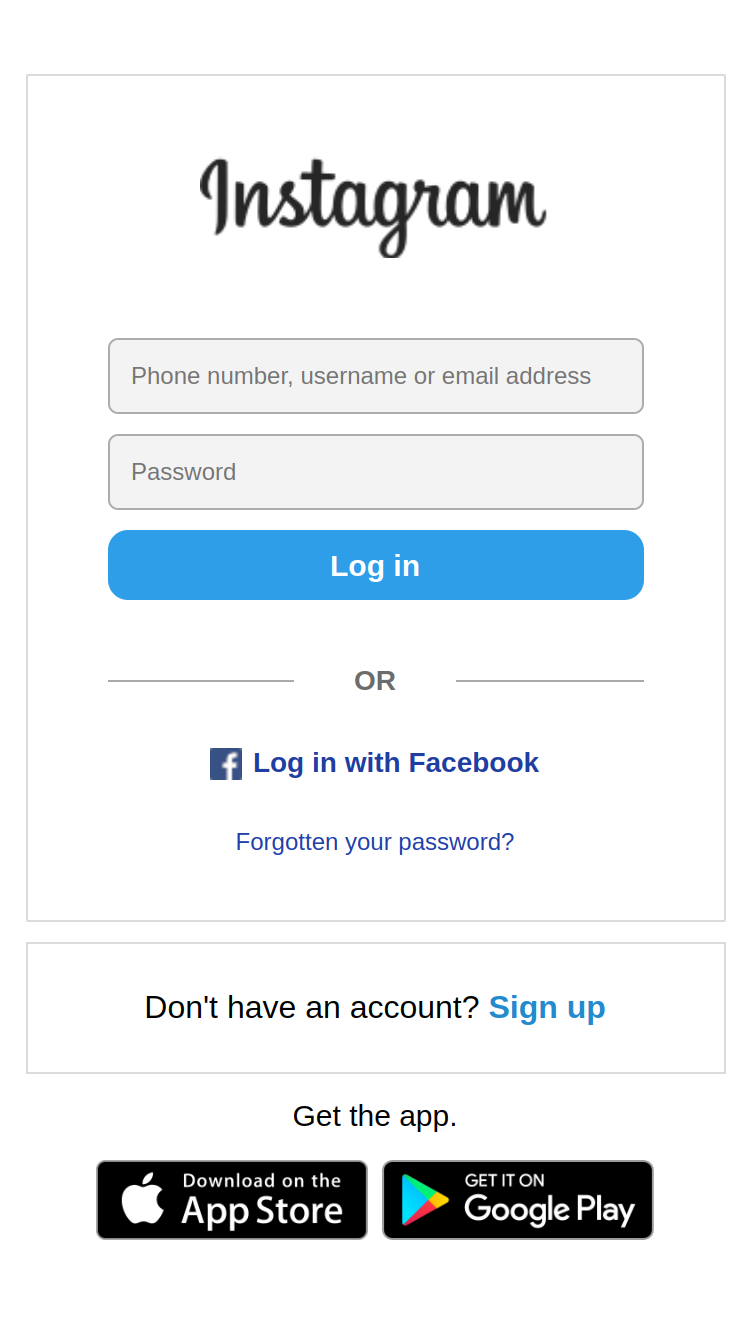 Instagram
Phone number, username or email address
Password
Log in
OR
Log in with Facebook
Forgotten your password?
Don't have an account? Sign up
Get the app.
Download on the
App Store
GET IT ON
Google Play